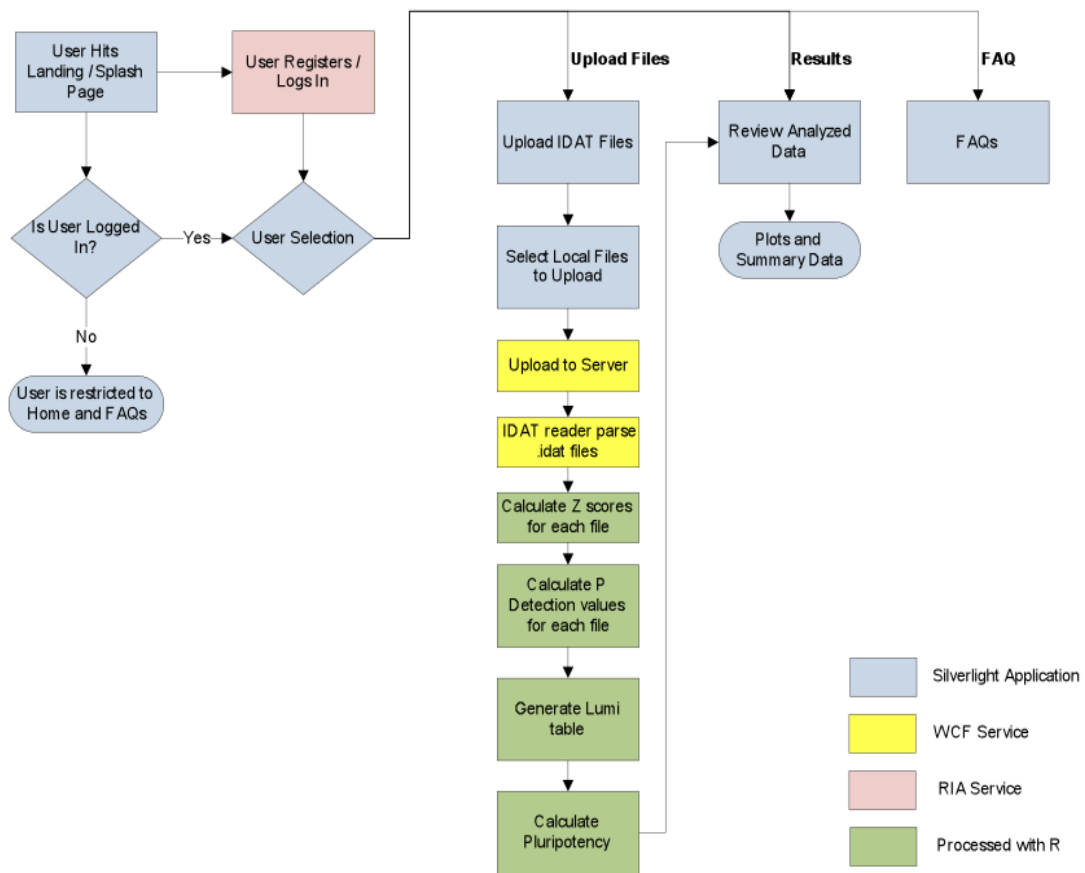 User Hits
Landing / Splash
Page
User Registers /
Logs In
Upload Files
Results
FAQ
Upload IDAT Files
Review Analyzed
Data
FAQs
Is User Logged
In?
Yes
User Selection
Select Local Files
to Upload
Plots and
Summary Data
No
User is restricted to
Home and FAQs
Upload to Server
IDAT reader parse
.idat files
Calculate Z scores
for each file
Calculate P
Detection values
for each file
Generate Lumi
table
Calculate
Pluripotency
Silverlight Application
WCF Service
RIA Service
Processed with R